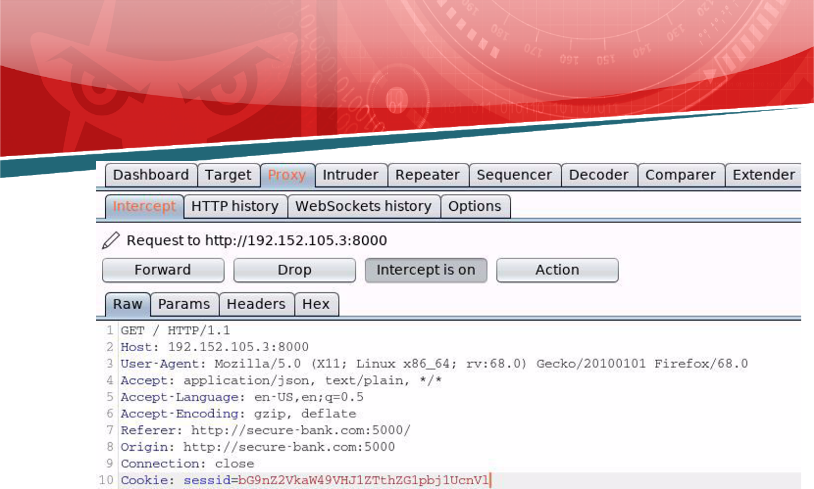 Dashboard Target Proxy Intruder Repeater Sequencer Decoder Comparer Extender
Intercept HTTP history WebSockets history Options
Request to http://192.152.105.3:8000
Forward Drop Intercept is on Action
Raw Params Headers Hex
1 GET / HTTP/1.1
2 Host: 192.152.105.3:8000
3 User-Agent: Mozilla/5.0 (X11; Linux x86_64; rv:68.0) Gecko/20100101 Firefox/68.0
4 Accept: application/json, text/plain, */*
5 Accept-Language: en-US,en;q=0.5
6 Accept-Encoding: gzip, deflate
7 Referer: http://secure-bank.com:5000/
8 Origin: http://secure-bank.com:5000
9 Connection: close
10 Cookie: sessid=bG9nZ2VkaW49VHJ1ZTthZG1pbj1UcnVl